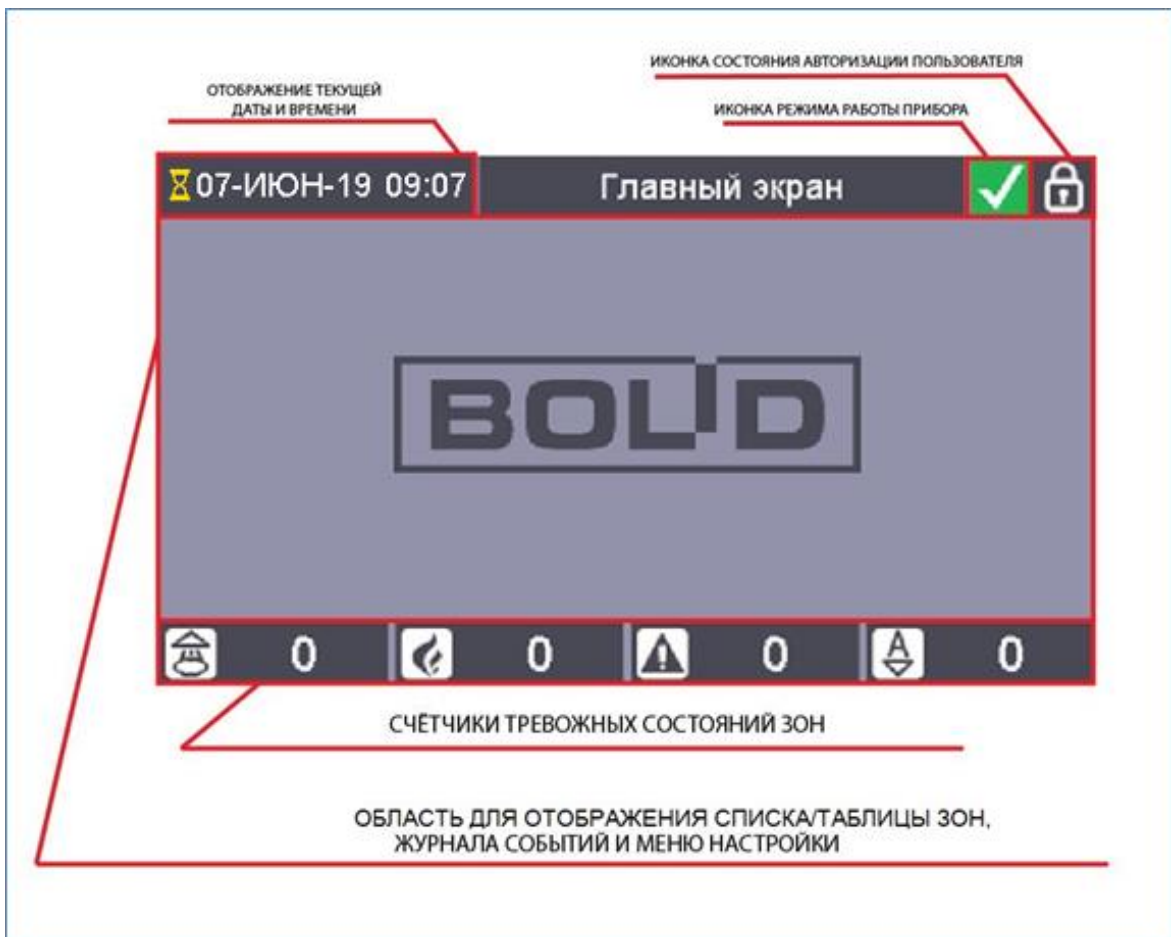 ИКОНКА СОСТОЯНИЯ АВТОРИЗАЦИИ ПОЛЬЗОВАТЕЛЯ
ОТОБРАЖЕНИЕ ТЕКУЩЕЙ
ДАТЫ И ВРЕМЕНИ
ИКОНКА РЕЖИМА РАБОТЫ ПРИБОРА
07-ИЮН-19 09:07 Главный экран
BOLID
0 0 0 A 0
СЧЁТЧИКИ ТРЕВОЖНЫХ СОСТОЯНИЙ ЗОН
ОБЛАСТЬ ДЛЯ ОТОБРАЖЕНИЯ СПИСКА/ТАБЛИЦЫ ЗОН,
ЖУРНАЛА СОБЫТИЙ И МЕНЮ НАСТРОЙКИ